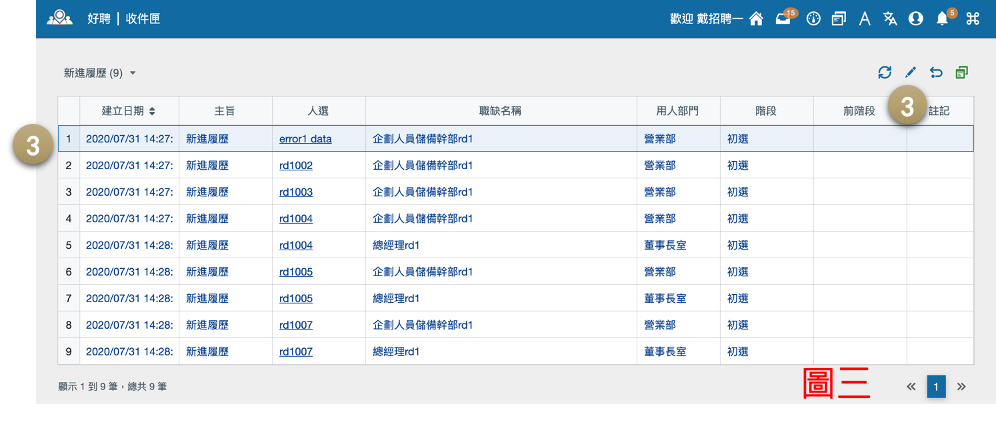 好聘 | 收件匣 歡迎 戴招聘一 15 A 5
新進履歷 (9)
3
建立日期 主旨 人選 職缺名稱 用人部門 階段 前階段 註記
3
1 2020/07/31 14:27: 新進履歷 error1 data 企劃人員儲備幹部rd1 營業部 初選
2 2020/07/31 14:27: 新進履歷 rd1002 企劃人員儲備幹部rd1 營業部 初選
3 2020/07/31 14:27: 新進履歷 rd1003 企劃人員儲備幹部rd1 營業部 初選
4 2020/07/31 14:27: 新進履歷 rd1004 企劃人員儲備幹部rd1 營業部 初選
5 2020/07/31 14:28: 新進履歷 rd1004 總經理rd1 董事長室 初選
6 2020/07/31 14:28: 新進履歷 rd1005 企劃人員儲備幹部rd1 營業部 初選
7 2020/07/31 14:28: 新進履歷 rd1005 總經理rd1 董事長室 初選
8 2020/07/31 14:28: 新進履歷 rd1007 企劃人員儲備幹部rd1 營業部 初選
9 2020/07/31 14:28: 新進履歷 rd1007 總經理rd1 董事長室 初選
顯示 1 到 9 筆，總共 9 筆 圖三 « 1 »